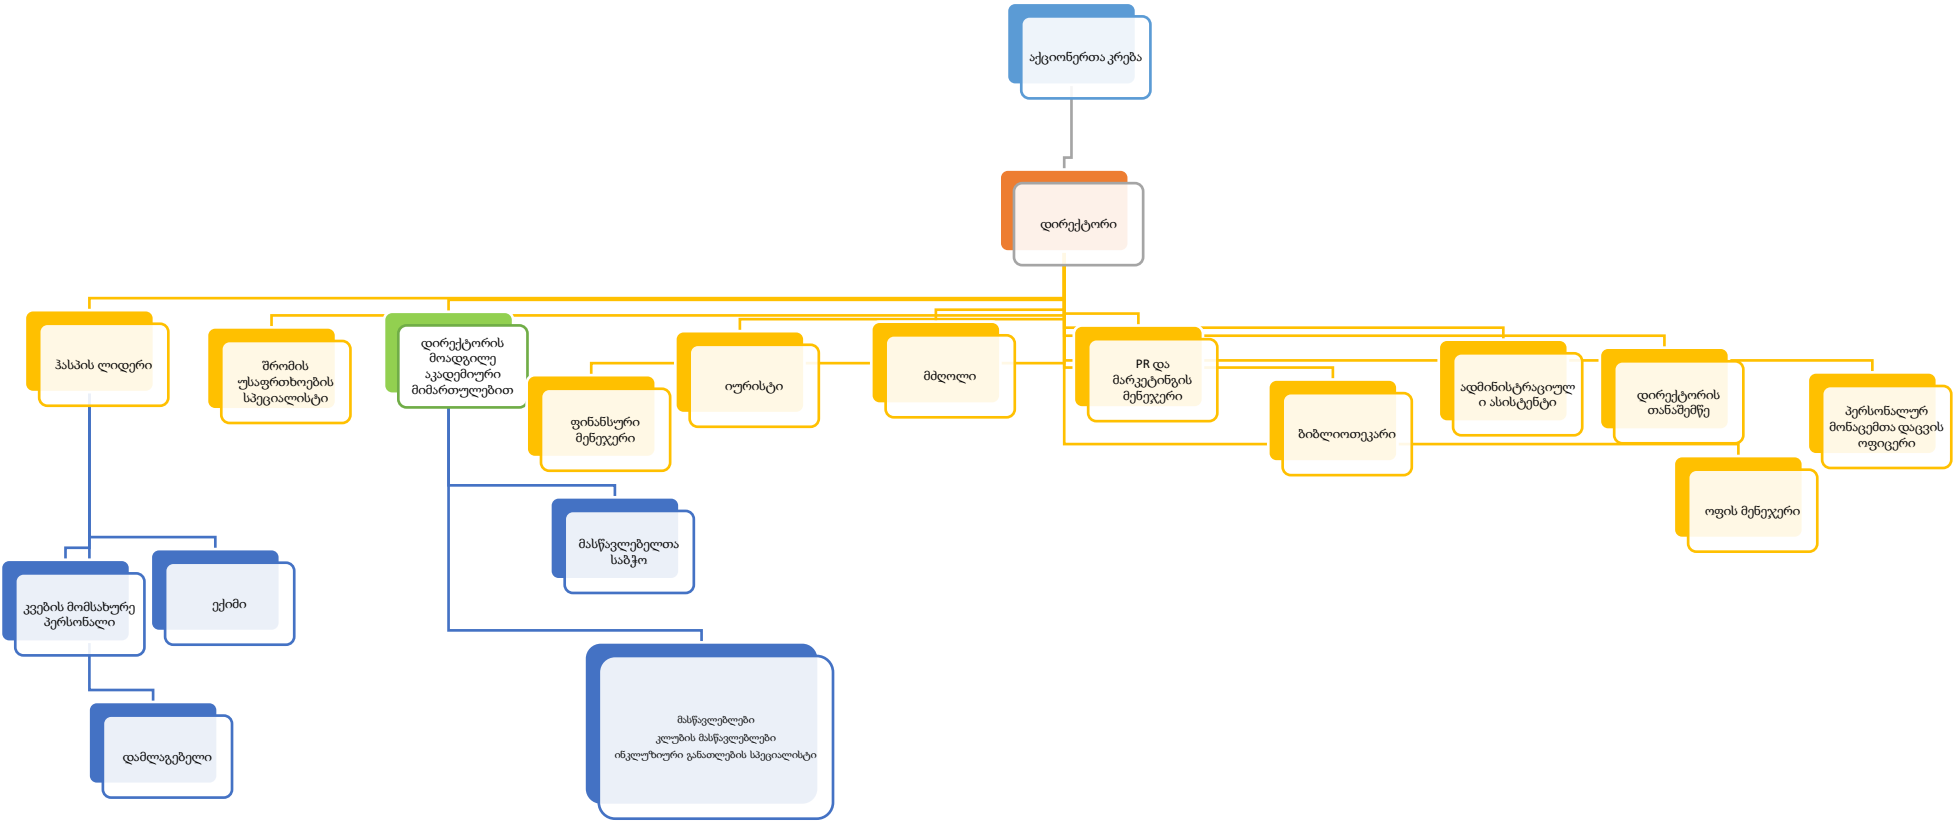 აქციონერთა კრება
დირექტორი
ჰასპის ლიდერი
შრომის
უსაფრთხოების
სპეციალისტი
დირექტორის
მოადგილე
აკადემიური
მიმართულებით
ფინანსური
მენეჯერი
იურისტი
მძღოლი
PR და
მარკეტინგის
მენეჯერი
ბიბლიოთეკარი
ადმინისტრაციულ
ი ასისტენტი
დირექტორის
თანაშემწე
პერსონალურ
მონაცემთა დაცვის
ოფიცერი
ოფის მენეჯერი
მასწავლებელთა
საბჭო
კვების მომსახურე
პერსონალი
ექიმი
დამლაგებელი
მასწავლებლები
კლუბის მასწავლებლები
ინკლუზიური განათლების სპეციალისტი